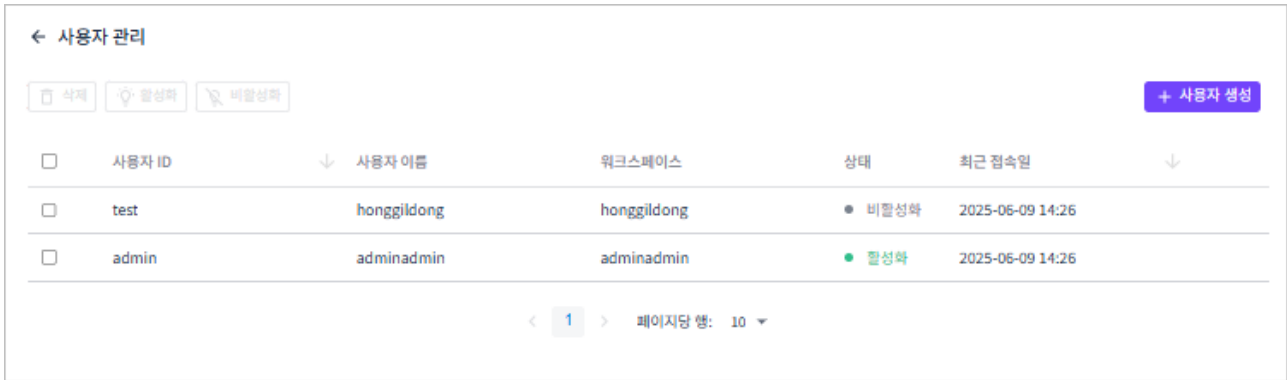 ← 사용자 관리
삭제 활성화 비활성화 + 사용자 생성
사용자 ID ↓ 사용자 이름 워크스페이스 상태 최근 접속일 ↓
test honggildong honggildong ● 비활성화 2025-06-09 14:26
admin adminadmin adminadmin ● 활성화 2025-06-09 14:26
< 1 > 페이지당 행: 10